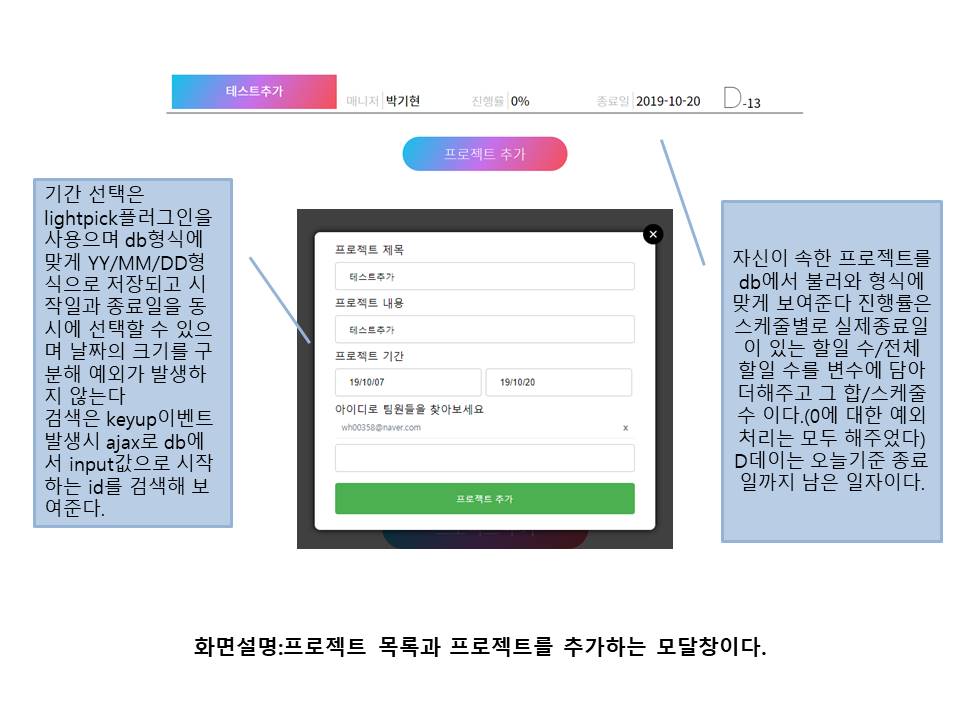 테스트추가
매니저 박기현 진행률 0% 종료일 2019-10-20 D-13
프로젝트 추가
기간 선택은
lightpick플러그인을
사용으며 db형식에
맞게 YY/MM/DD형
식으로 저장되고 시
작일과 종료일을 동
시에 선택할 수 있으
며 날짜의 크기를 구
분해 예외가 발생하
지 않는다
검색은 keyup이벤트
발생시 ajax로 db에
서 input값으로 시작
하는 id를 검색해 보
여준다.
×
프로젝트 제목
테스트추가
프로젝트 내용
테스트추가
프로젝트 기간
19/10/07 19/10/20
아이디로 팀원들을 찾아보세요
wh00358@naver.com x
프로젝트 추가
자신이 속한 프로젝트를
db에서 불러와 형식에
맞게 보여준다 진행률은
스케줄별로 실제종료일
이 있는 할일 수/전체
할일 수를 변수에 담아
더해주고 그 합/스케줄
수 이다.(0에 대한 예외
처리는 모두 해주었다)
D데이는 오늘기준 종료
일까지 남은 일자이다.
화면설명:프로젝트 목록과 프로젝트를 추가하는 모달창이다.